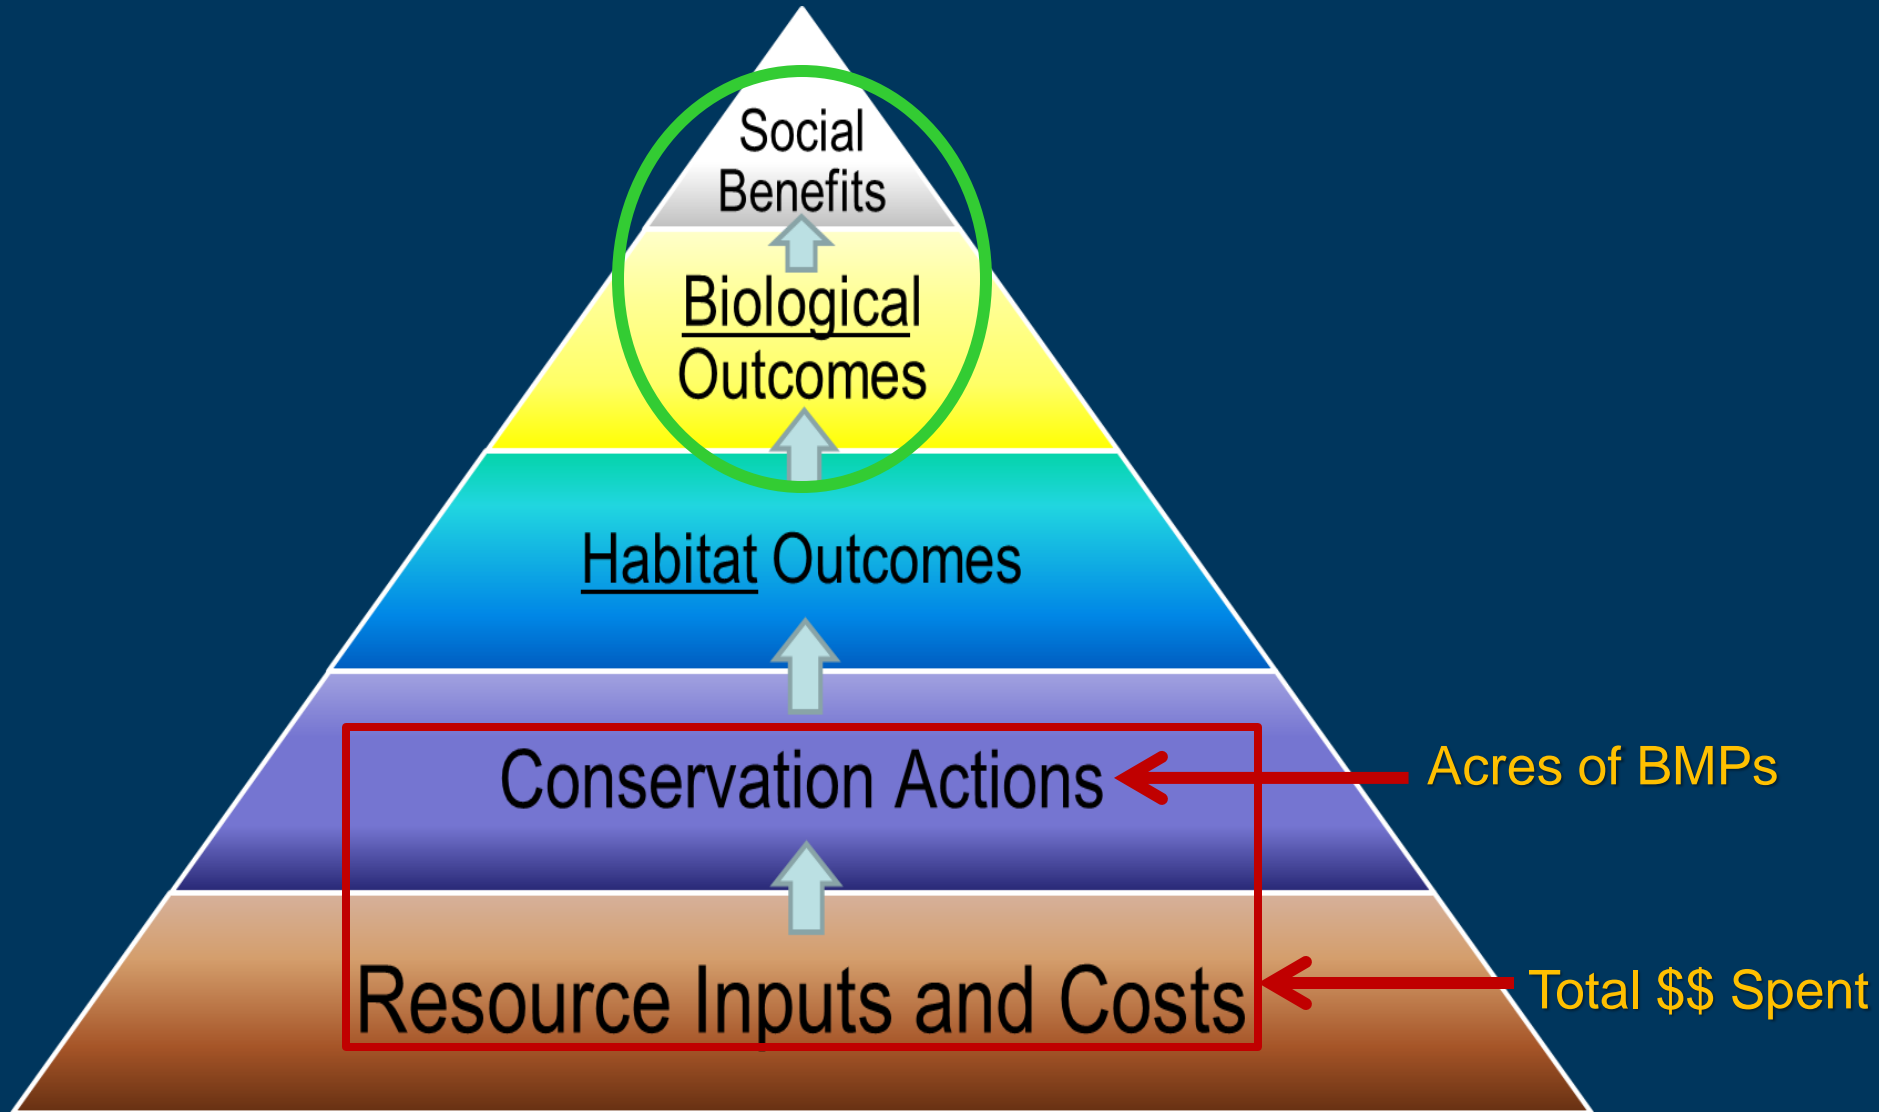 Social
Benefits
Biological
Outcomes
Habitat Outcomes
Conservation Actions
Acres of BMPs
Resource Inputs and Costs
Total $$ Spent